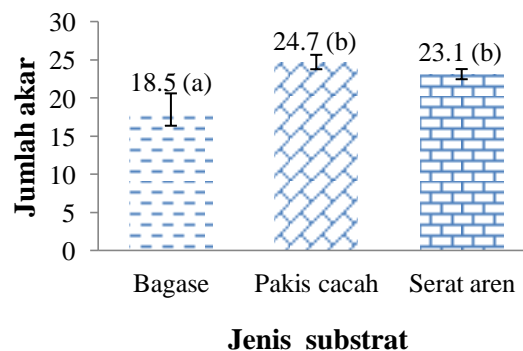 Jumlah akar
30
25
20
15
10
5
0
18.5 (a)
24.7 (b)
23.1 (b)
Bagase
Pakis cacah
Serat aren
Jenis substrat